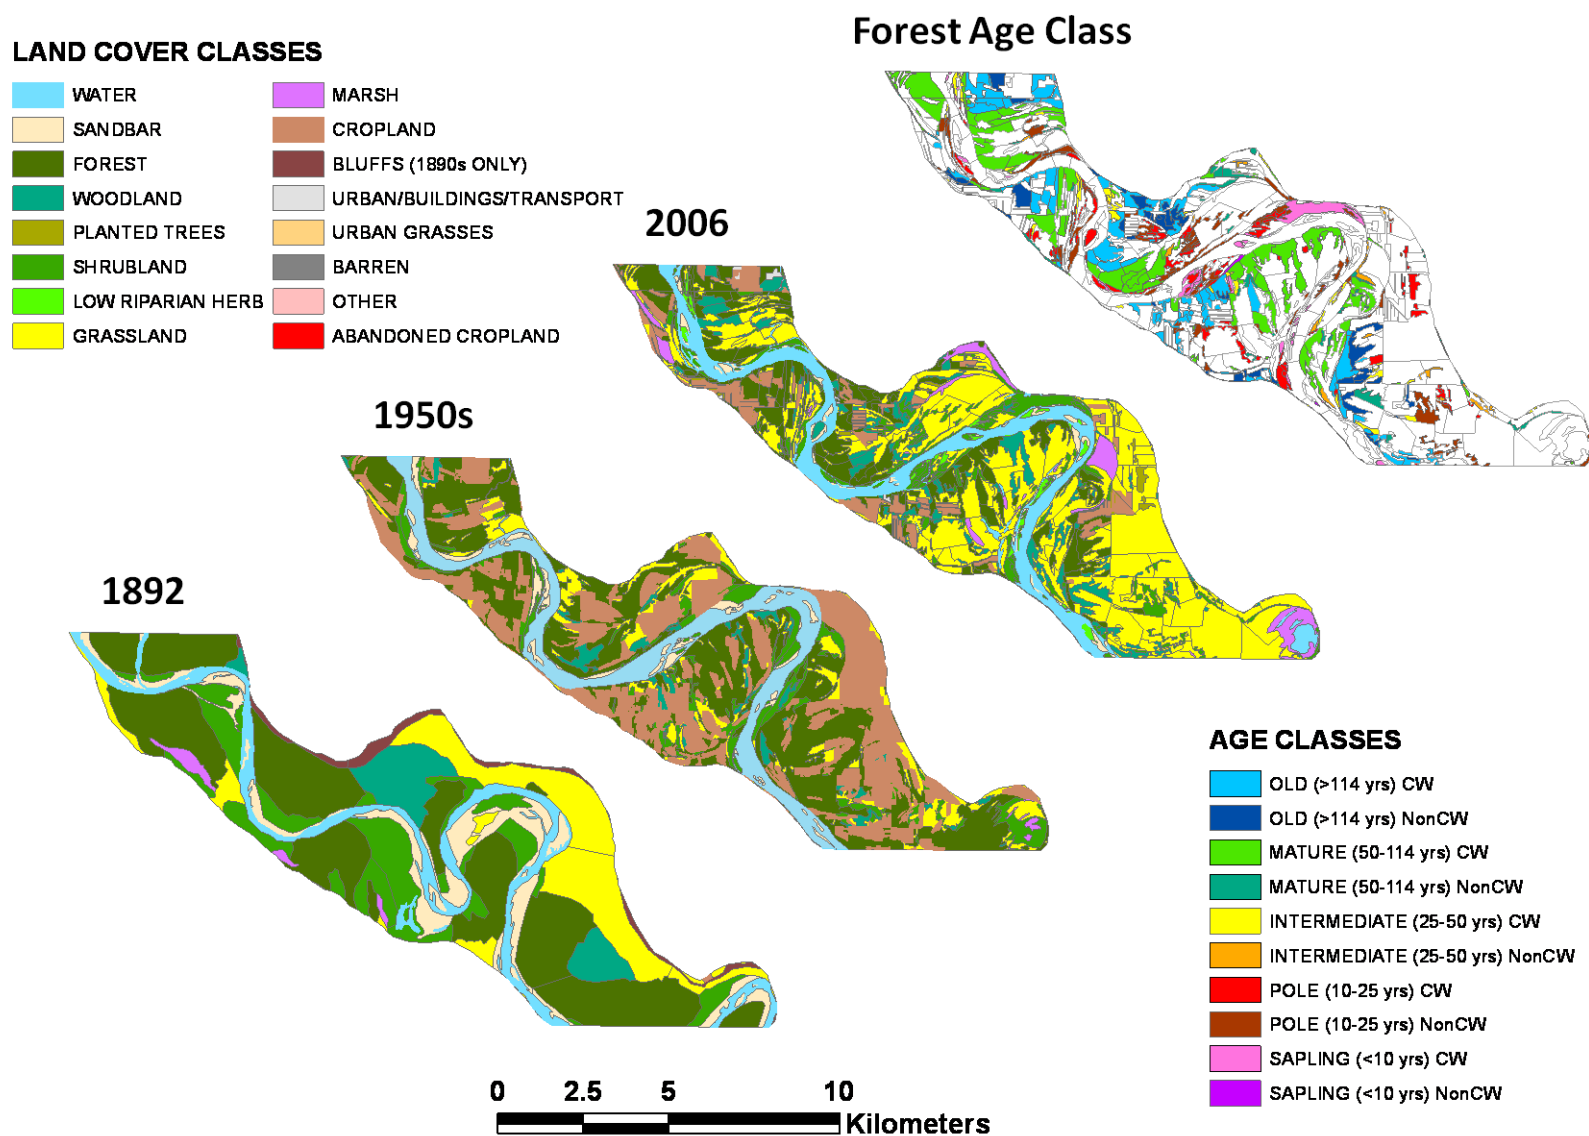 Forest Age Class
LAND COVER CLASSES
WATER
SANDBAR
FOREST
WOODLAND
PLANTED TREES
SHRUBLAND
LOW RIPARIAN HERB
GRASSLAND
MARSH
CROPLAND
BLUFFS (1890s ONLY)
URBAN/BUILDINGS/TRANSPORT
URBAN GRASSES
BARREN
OTHER
ABANDONED CROPLAND
2006
1950s
1892
AGE CLASSES
OLD (>114 yrs) CW
OLD (>114 yrs) NonCW
MATURE (50-114 yrs) CW
MATURE (50-114 yrs) NonCW
INTERMEDIATE (25-50 yrs) CW
INTERMEDIATE (25-50 yrs) NonCW
POLE (10-25 yrs) CW
POLE (10-25 yrs) NonCW
SAPLING (<10 yrs) CW
SAPLING (<10 yrs) NonCW
0 2.5 5 10
Kilometers